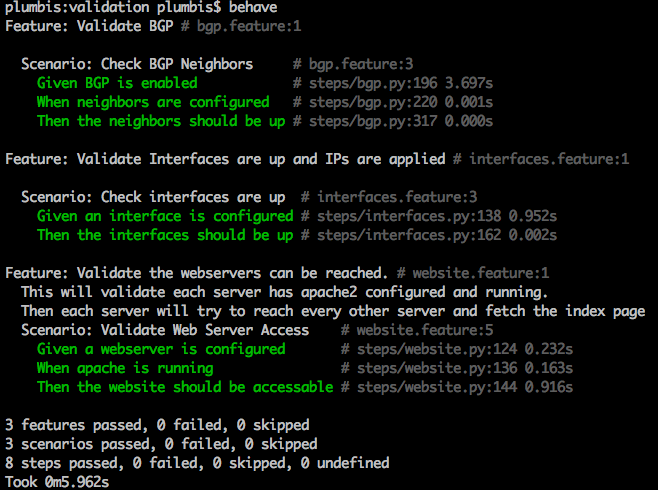 plumbis:validation plumbis$ behave
Feature: Validate BGP # bgp.feature:1
Scenario: Check BGP Neighbors # bgp.feature:3
Given BGP is enabled # steps/bgp.py:196 3.697s
When neighbors are configured # steps/bgp.py:220 0.001s
Then the neighbors should be up # steps/bgp.py:317 0.000s
Feature: Validate Interfaces are up and IPs are applied # interfaces.feature:1
Scenario: Check interfaces are up # interfaces.feature:3
Given an interface is configured # steps/interfaces.py:138 0.952s
Then the interfaces should be up # steps/interfaces.py:162 0.002s
Feature: Validate the webservers can be reached. # website.feature:1
This will validate each server has apache2 configured and running.
Then each server will try to reach every other server and fetch the index page
Scenario: Validate Web Server Access # website.feature:5
Given a webserver is configured # steps/website.py:124 0.232s
When apache is running # steps/website.py:136 0.163s
Then the website should be accessable # steps/website.py:144 0.916s
3 features passed, 0 failed, 0 skipped
3 scenarios passed, 0 failed, 0 skipped
8 steps passed, 0 failed, 0 skipped, 0 undefined
Took 0m5.962s